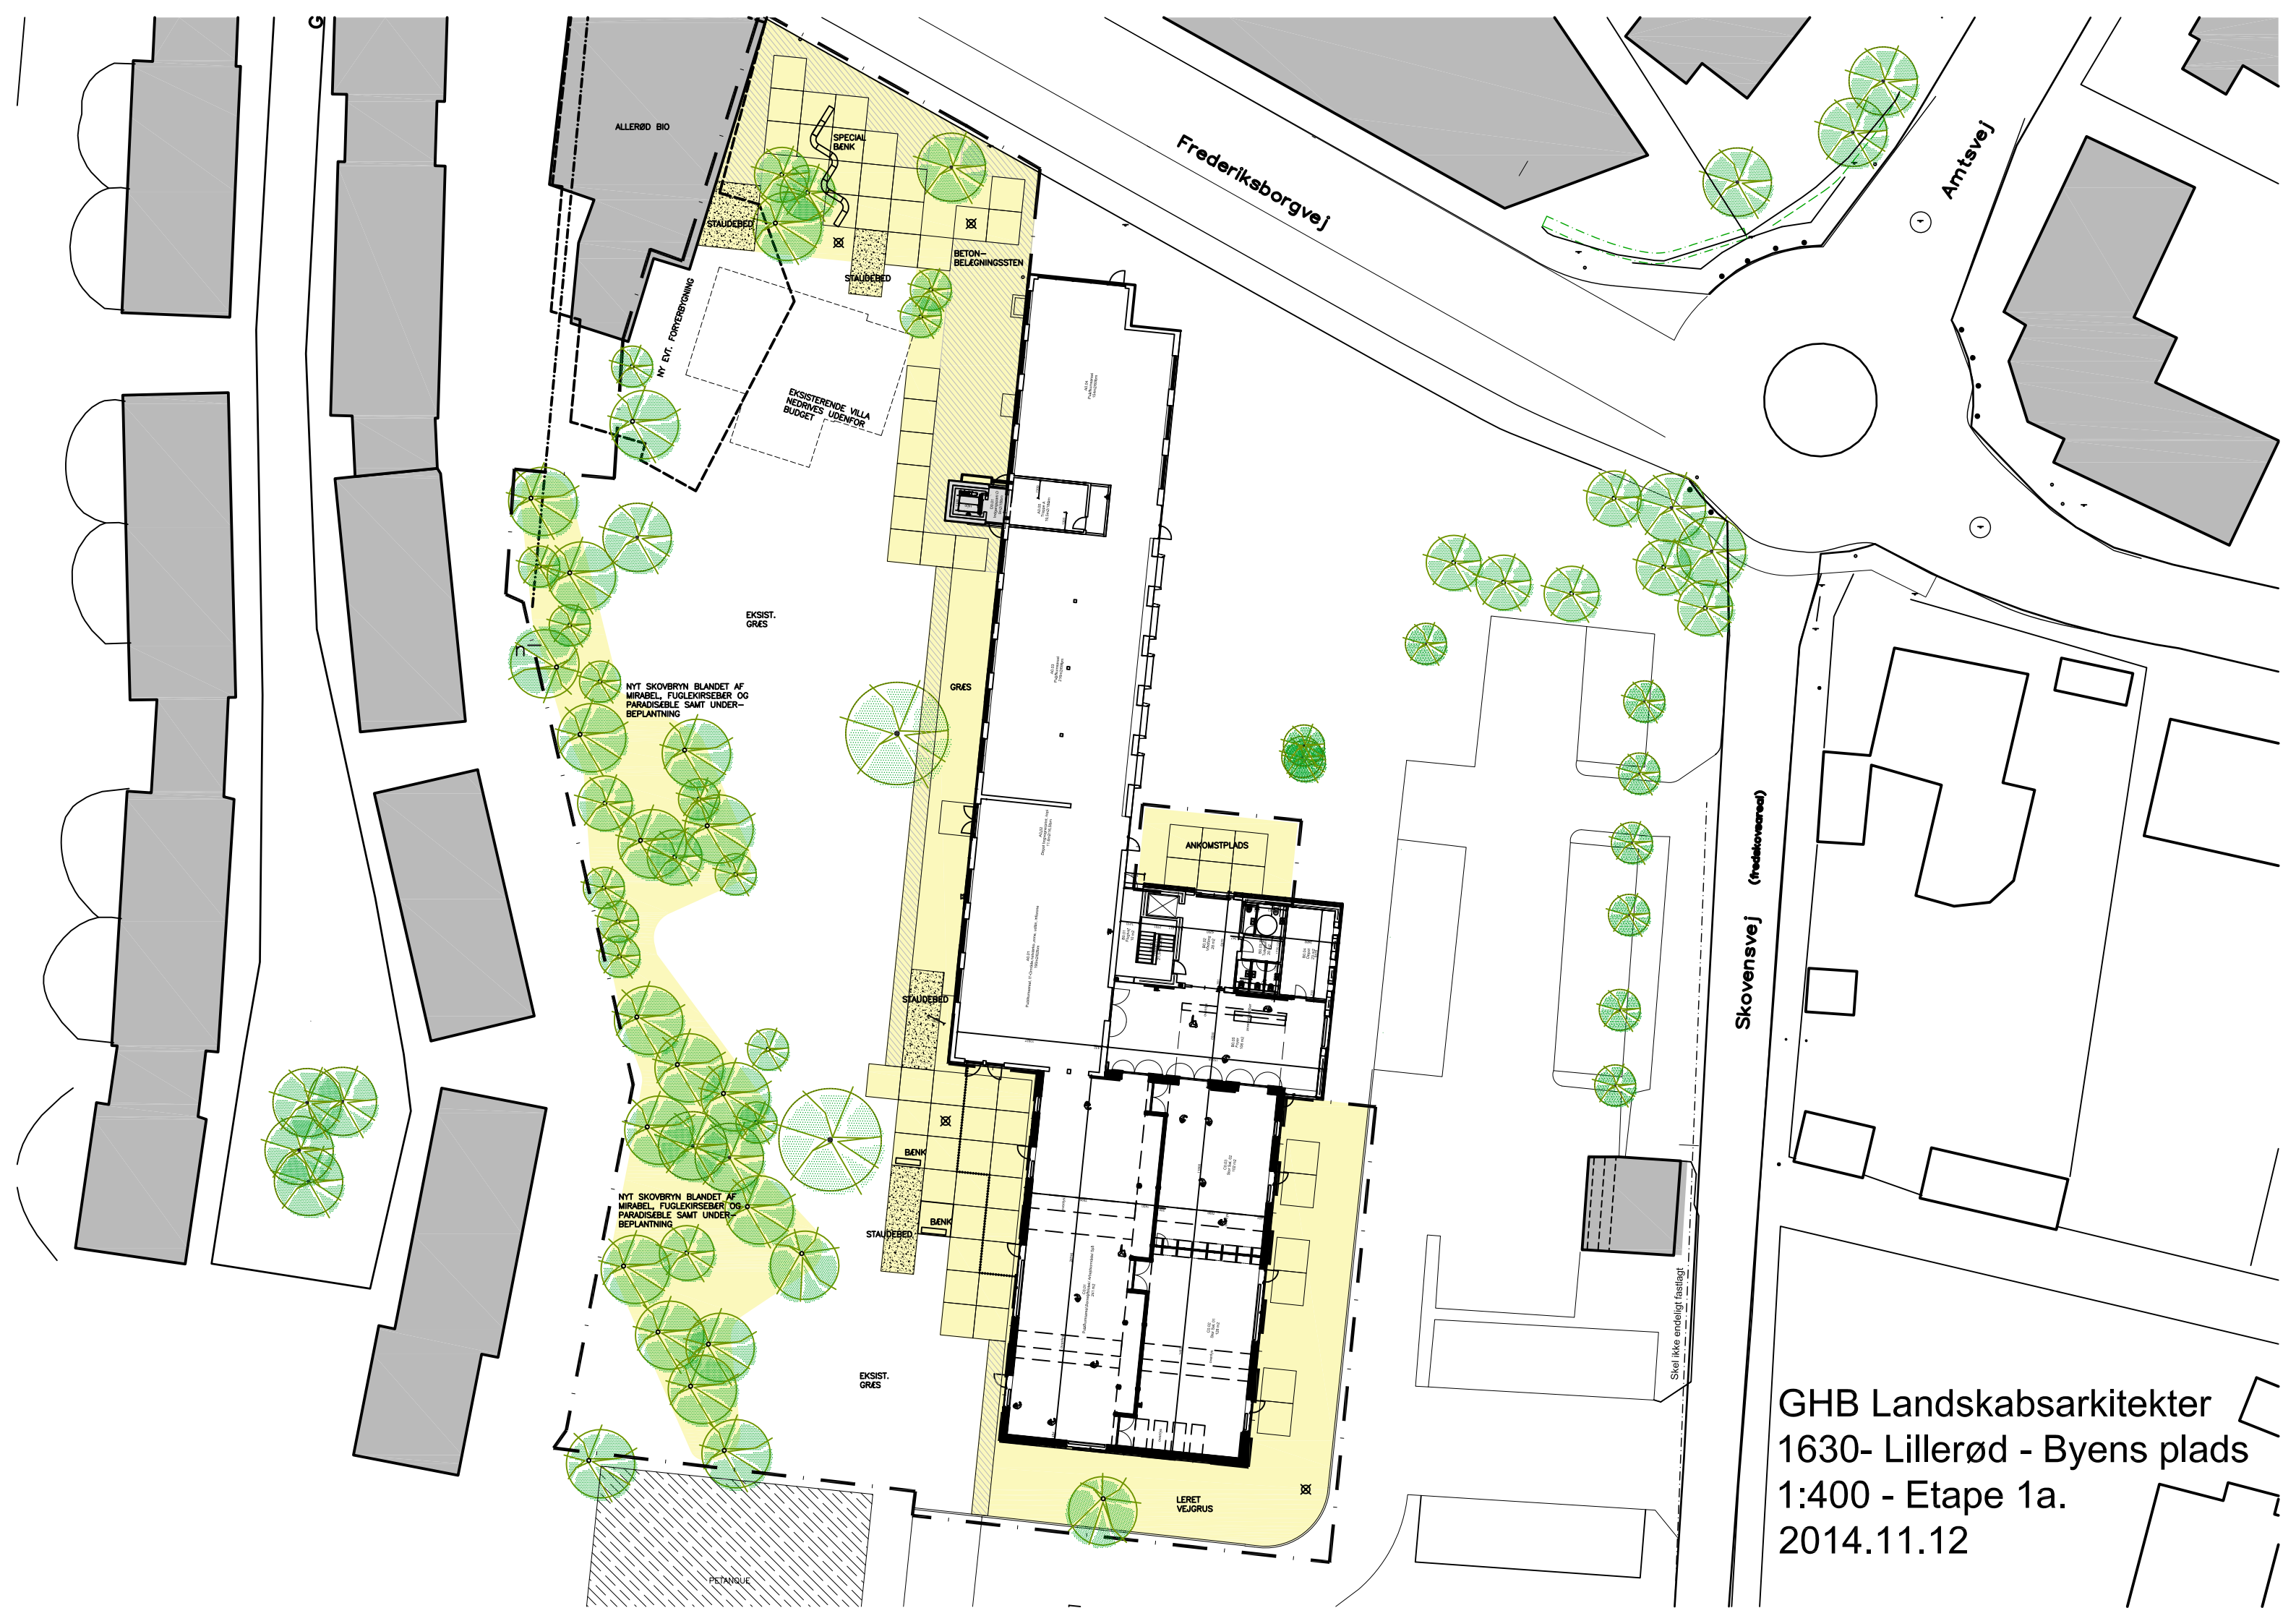 G
ALLERØD BIO
SPECIAL
BÆNK
Frederiksborgvej
Amtsvej
STAUDEBED
BETON-
BELÆGNINGSSTEN
STAUDEBED
NY EVT. FORYERBYGNING
EKSISTERENDE VILLA
NEDRIVES UDENFOR
BUDGET
EKSIST.
GRÆS
NYT SKOVBRYN BLANDET AF
MIRABEL, FUGLEKIRSEBÆR OG
PARADISÆBLE SAMT UNDER-
BEPLANTNING
GRÆS
ANKOMSTPLADS
Skovensvej (fredskovsareal)
STAUDEBED
BÆNK
NYT SKOVBRYN BLANDET AF
MIRABEL, FUGLEKIRSEBÆR OG
PARADISÆBLE SAMT UNDER-
BEPLANTNING
BÆNK
STAUDEBED
EKSIST.
GRÆS
Skel ikke endeligt fastlagt
LERET
VEJGRUS
PETANQUE
GHB Landskabsarkitekter
1630- Lillerød - Byens plads
1:400 - Etape 1a.
2014.11.12